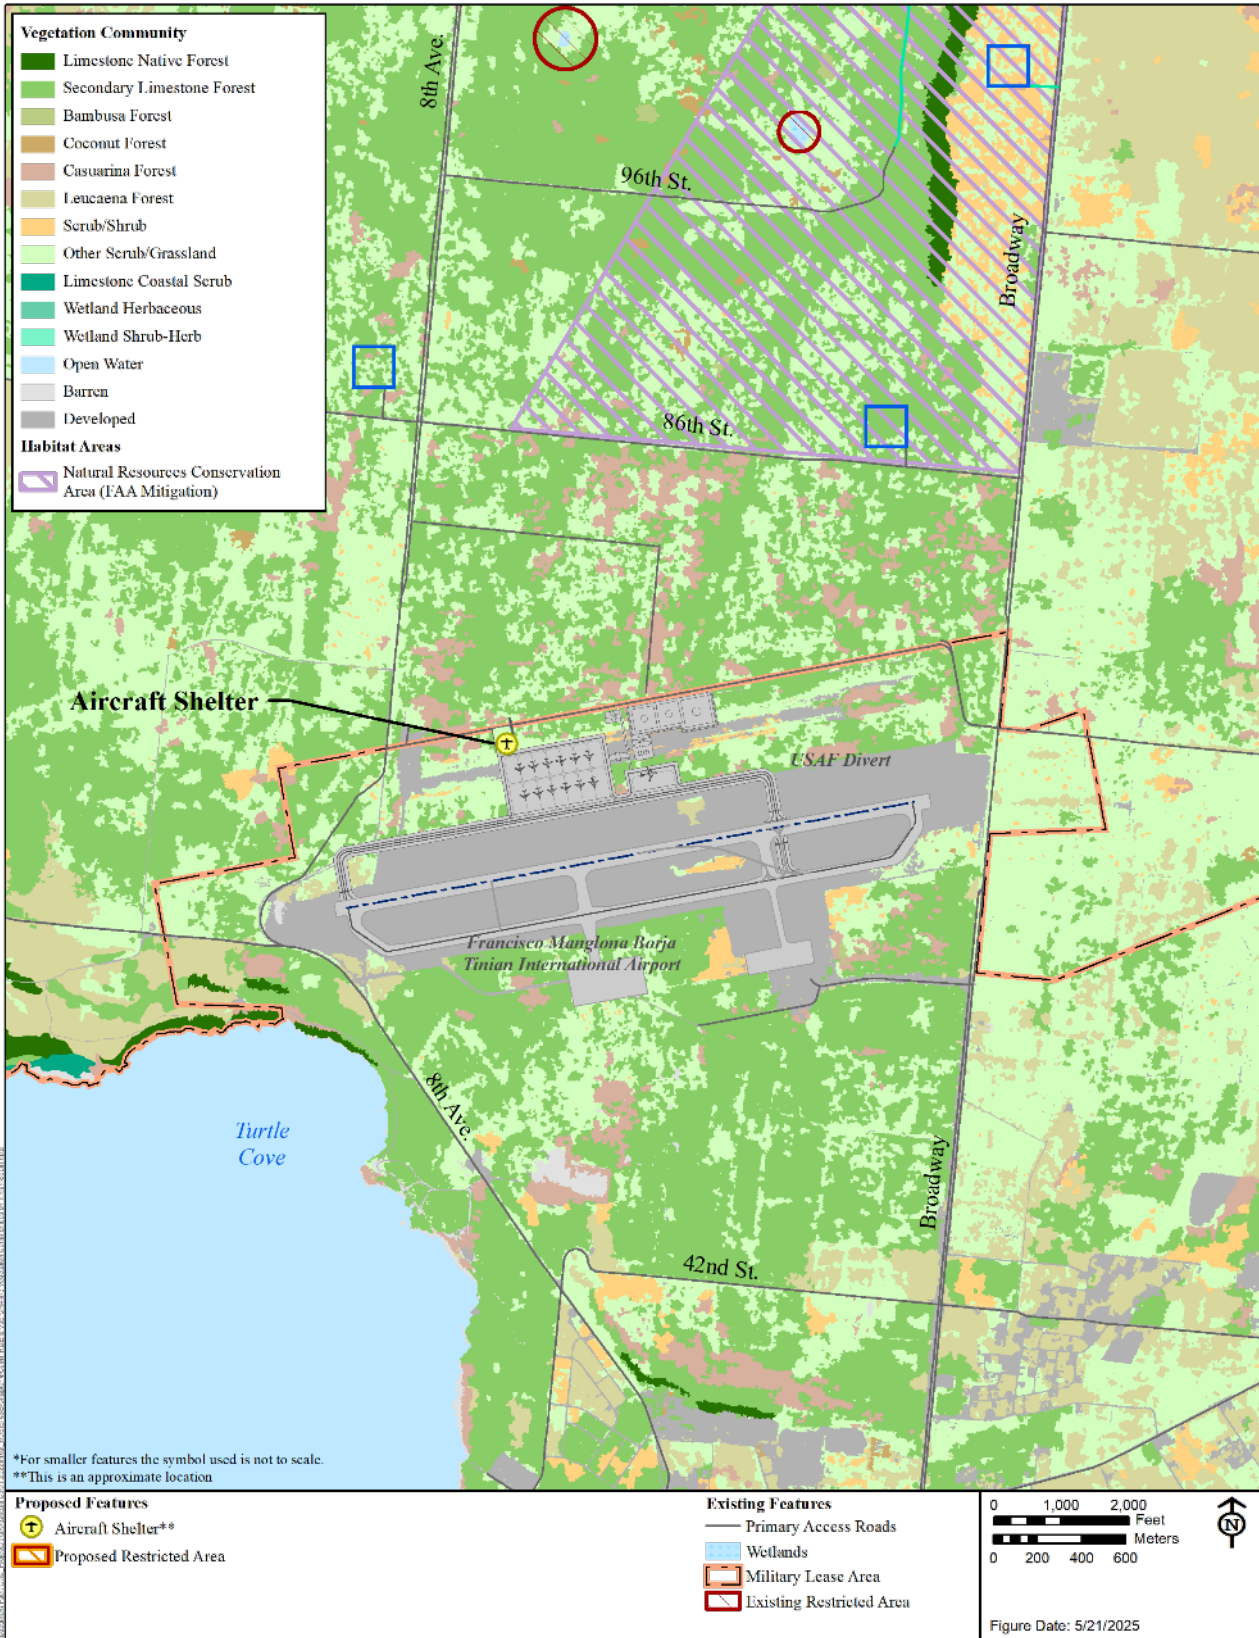 Vegetation Community
Limestone Native Forest
Secondary Limestone Forest
Bambusa Forest
Coconut Forest
Casuarina Forest
Leucaena Forest
Scrub/Shrub
Other Scrub/Grassland
Limestone Coastal Scrub
Wetland Herbaceous
Wetland Shrub-Herb
Open Water
Barren
Developed
Habitat Areas
Natural Resources Conservation
Area (FAA Mitigation)
8th Ave.
96th St.
Broadway
86th St.
Aircraft Shelter
USAF Divert
Francisco Manglona Borja
Tinian International Airport
8th Ave.
Turtle
Cove
Broadway
42nd St.
*For smaller features the symbol used is not to scale.
**This is an approximate location
Proposed Features
Aircraft Shelter**
Proposed Restricted Area
Existing Features
Primary Access Roads
Wetlands
Military Lease Area
Existing Restricted Area
0 1,000 2,000
Feet
Meters
0 200 400 600
N
Figure Date: 5/21/2025